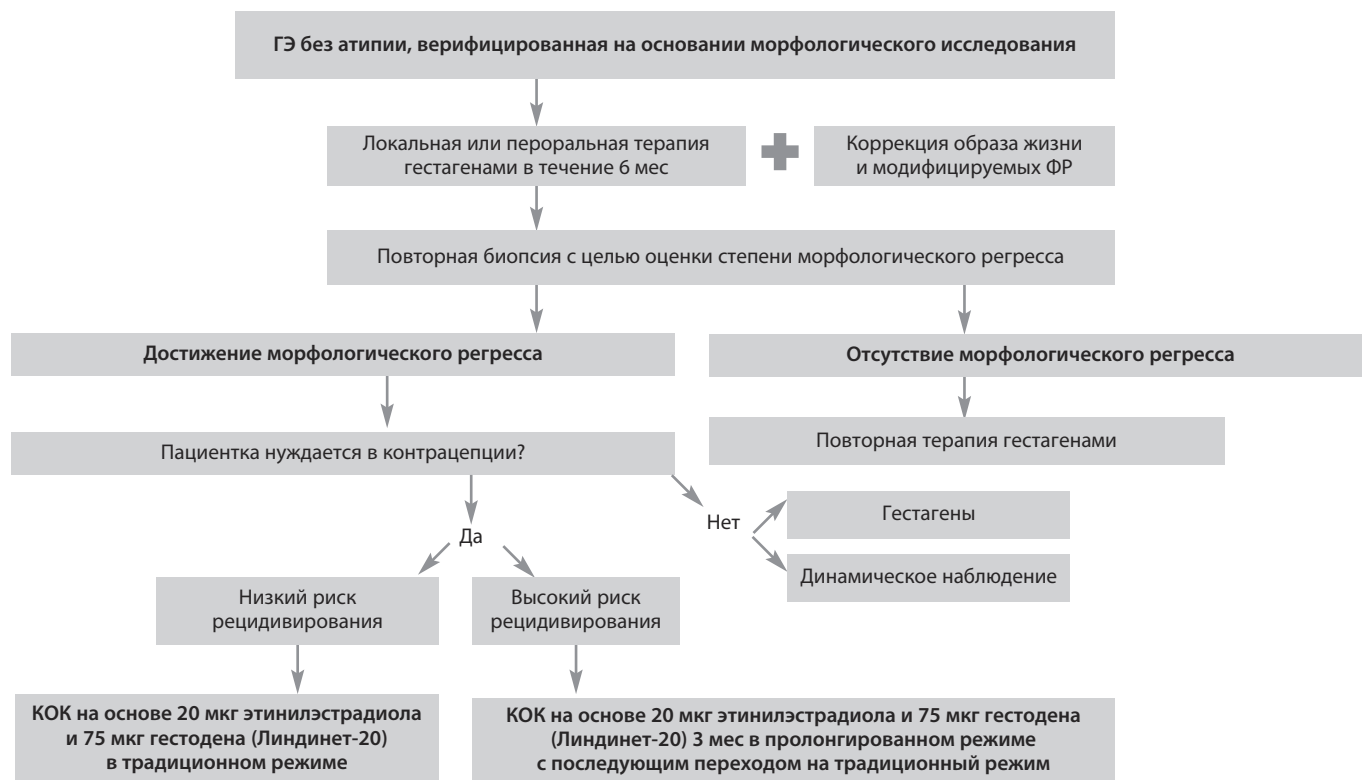 ГЭ без атипии, верифицированная на основании морфологического исследования
Локальная или пероральная терапия
гестагенами в течение 6 мес
Коррекция образа жизни
и модифицируемых ФР
Повторная биопсия с целью оценки степени морфологического регресса
Достижение морфологического регресса
Отсутствие морфологического регресса
Пациентка нуждается в контрацепции?
Повторная терапия гестагенами
Да
Нет
Гестагены
Динамическое наблюдение
Низкий риск
рецидивирования
Высокий риск
рецидивирования
КОК на основе 20 мкг этинилэстрадиола
и 75 мкг гестодена (Линдинет-20)
в традиционном режиме
КОК на основе 20 мкг этинилэстрадиола и 75 мкг гестодена
(Линдинет-20) 3 мес в пролонгированном режиме
с последующим переходом на традиционный режим